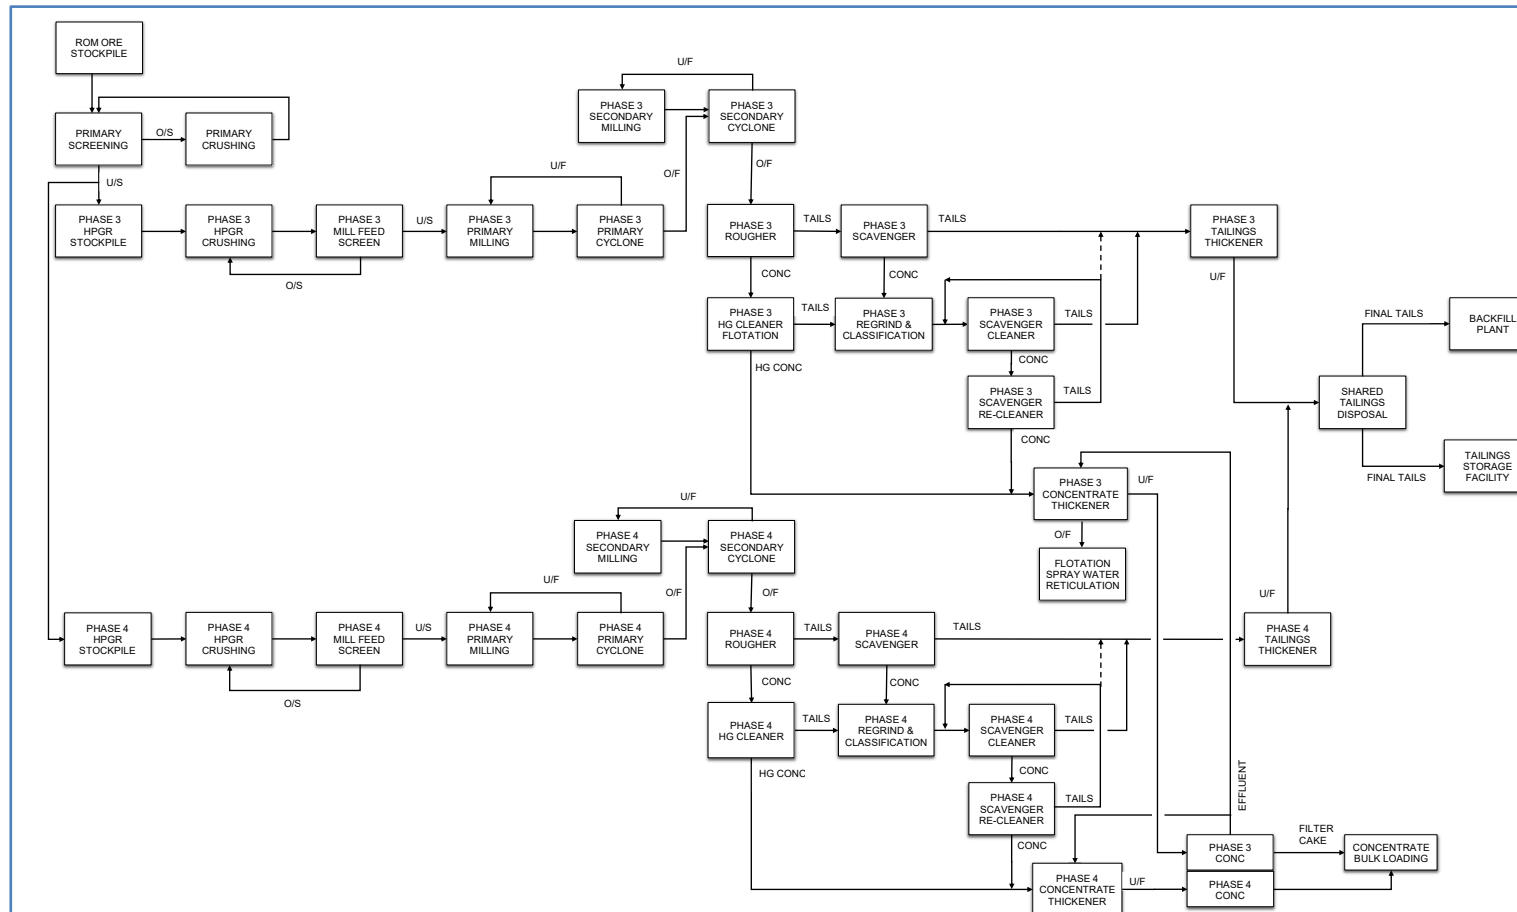 ROM ORE
STOCKPILE
U/F
PHASE 3
SECONDARY
MILLING
PHASE 3
SECONDARY
CYCLONE
PRIMARY
SCREENING
O/S
PRIMARY
CRUSHING
U/S
U/F
O/F
O/F
PHASE 3
HPGR
STOCKPILE
PHASE 3
HPGR
CRUSHING
PHASE 3
MILL FEED
SCREEN
U/S
PHASE 3
PRIMARY
MILLING
PHASE 3
PRIMARY
CYCLONE
O/S
PHASE 3
ROUGHER
TAILS
PHASE 3
SCAVENGER
TAILS
PHASE 3
TAILINGS
THICKENER
CONC
CONC
U/F
PHASE 3
HG CLEANER
FLOTATION
TAILS
PHASE 3
REGRIND &
CLASSIFICATION
PHASE 3
SCAVENGER
CLEANER
TAILS
FINAL TAILS
BACKFILL
PLANT
HG CONC
CONC
PHASE 3
SCAVENGER
RE-CLEANER
TAILS
SHARED
TAILINGS
DISPOSAL
CONC
FINAL TAILS
TAILINGS
STORAGE
FACILITY
PHASE 3
CONCENTRATE
THICKENER
U/F
O/F
FLOTATION
SPRAY WATER
RETICULATION
U/F
PHASE 4
SECONDARY
MILLING
PHASE 4
SECONDARY
CYCLONE
U/F
O/F
O/F
U/F
PHASE 4
HPGR
STOCKPILE
PHASE 4
HPGR
CRUSHING
PHASE 4
MILL FEED
SCREEN
U/S
PHASE 4
PRIMARY
MILLING
PHASE 4
PRIMARY
CYCLONE
O/S
PHASE 4
ROUGHER
TAILS
PHASE 4
SCAVENGER
TAILS
PHASE 4
TAILINGS
THICKENER
CONC
CONC
PHASE 4
HG CLEANER
TAILS
PHASE 4
REGRIND &
CLASSIFICATION
PHASE 4
SCAVENGER
CLEANER
TAILS
HG CONC
CONC
PHASE 4
SCAVENGER
RE-CLEANER
TAILS
EFFLUENT
CONC
PHASE 3
CONC
FILTER
CAKE
CONCENTRATE
BULK LOADING
PHASE 4
CONCENTRATE
THICKENER
U/F
PHASE 4
CONC